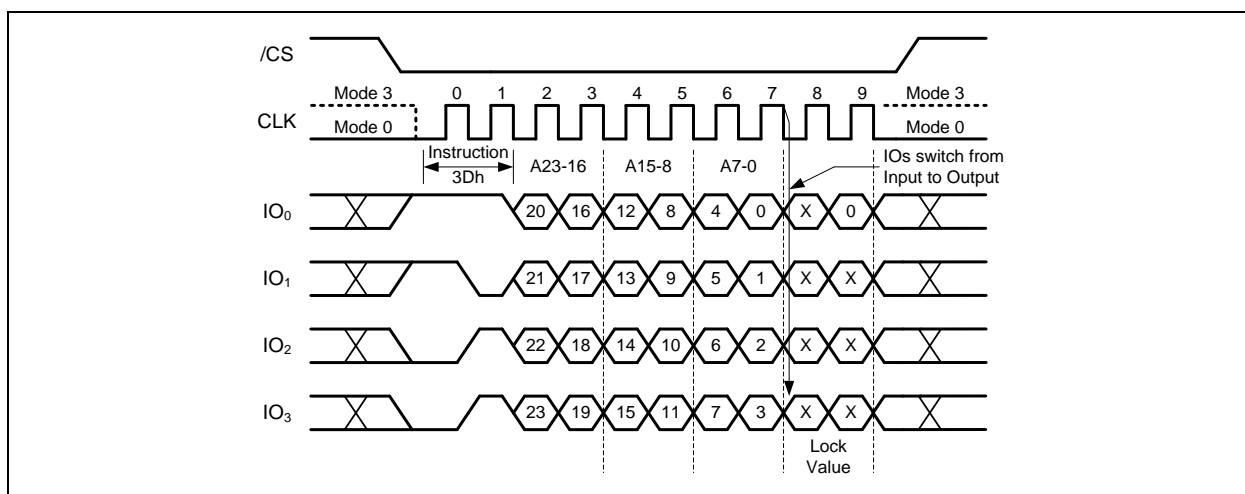 /CS
Mode 3 0 1 2 3 4 5 6 7 8 9 Mode 3
CLK
Mode 0 Mode 0
Instruction A23-16 A15-8 A7-0 IOs switch from
3Dh Input to Output
IO0 20 16 12 8 4 0 X 0
IO1 21 17 13 9 5 1 X X
IO2 22 18 14 10 6 2 X X
IO3 23 19 15 11 7 3 X X
Lock
Value